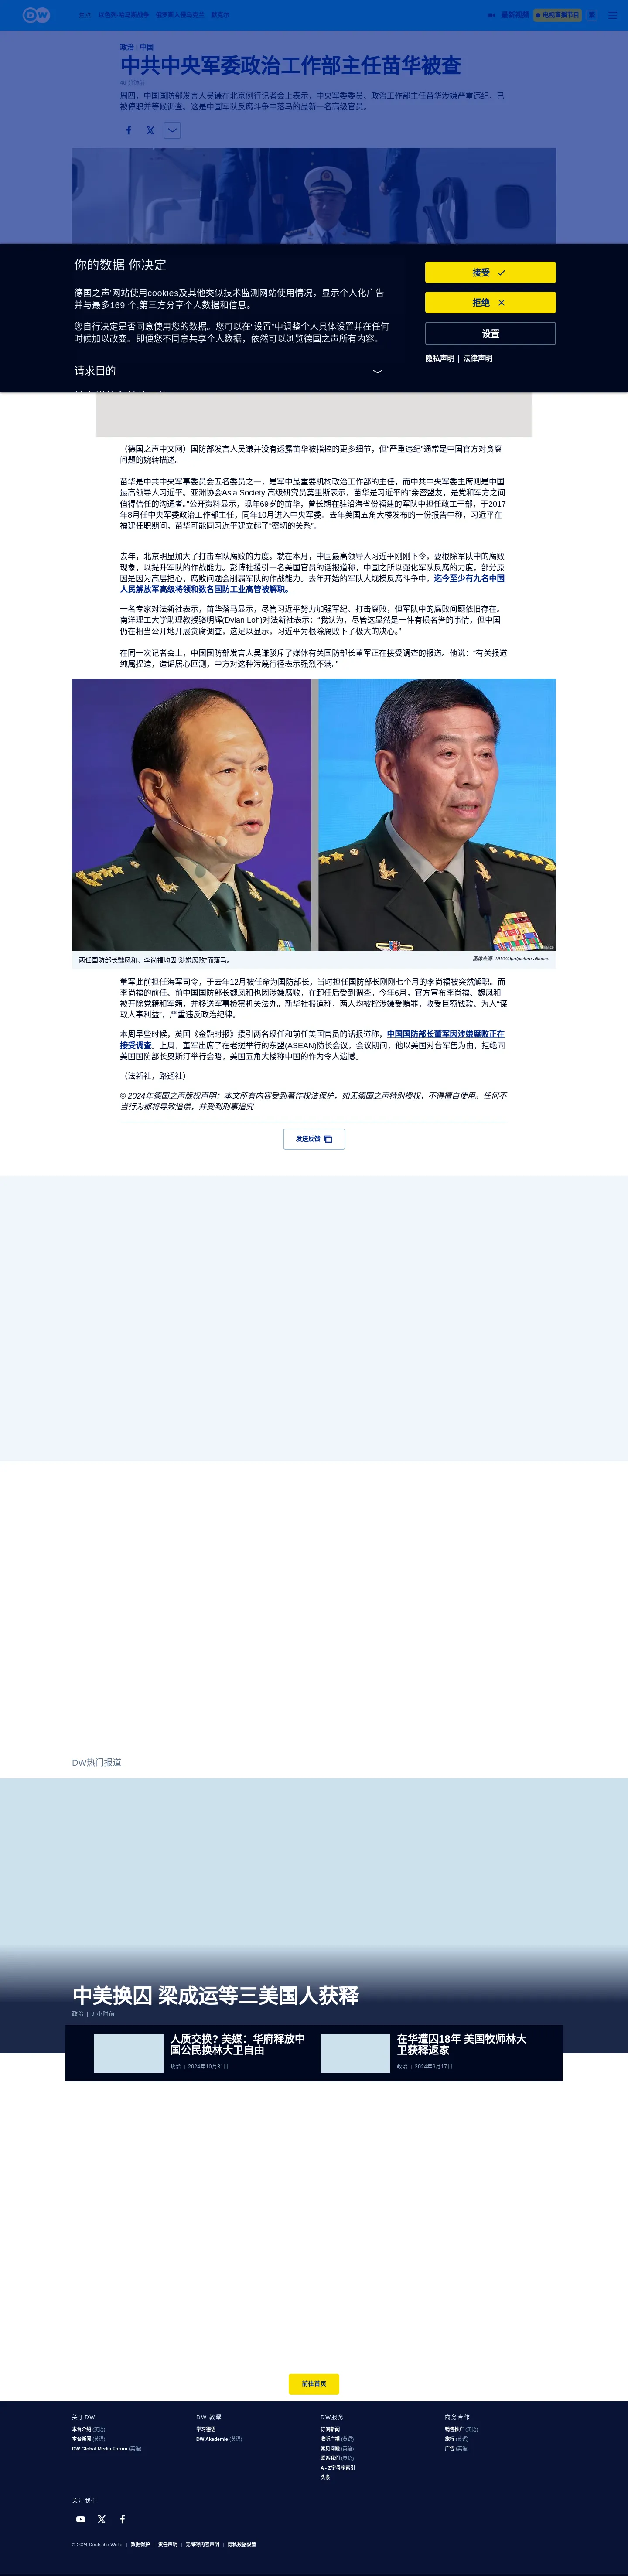 DW
焦点 以色列-哈马斯战争 俄罗斯入侵乌克兰 默克尔
最新视频
电视直播节目
政治 | 中国
中共中央军委政治工作部主任苗华被查
周四，中国国防部发言人吴谦在北京例行记者会上表示，中央军委委员、政治工作部主任苗华涉嫌严重违纪，已
被停职并等候调查。这是中国军队反腐斗争中落马的最新一名高级官员。
你的数据 你决定
德国之声'网站使用cookies及其他类似技术监测网站使用情况，显示个人化广告
并与最多169 个;第三方分享个人数据和信息。
您自行决定是否同意使用您的数据。您可以在"设置"中调整个人具体设置并在任何
时候加以改变。即便您不同意共享个人数据，依然可以浏览德国之声所有内容。
请求目的
接受
拒绝
设置
隐私声明 | 法律声明
（德国之声中文网）国防部发言人吴谦并没有透露苗华被指控的更多细节，但“严重违纪”通常是中国官方对贪腐
问题的婉转描述。
苗华是中共中央军事委员会五名委员之一，是军中最重要机构政治工作部的主任，而中共中央军委主席则是中国
最高领导人习近平。亚洲协会Asia Society 高级研究员莫里斯表示，苗华是习近平的“亲密盟友，是党和军方之间
值得信任的沟通者。”公开资料显示，现年69岁的苗华，曾长期在驻沿海省份福建的军队中担任政工干部，于2017
年8月任中央军委政治工作部主任，同年10月进入中央军委。去年美国五角大楼发布的一份报告中称，习近平在
福建任职期间，苗华可能同习近平建立起了“密切的关系”。
去年，北京明显加大了打击军队腐败的力度。就在本月，中国最高领导人习近平刚刚下令，要根除军队中的腐败
现象，以提升军队的作战能力。彭博社援引一名美国官员的话报道称，中国之所以强化军队反腐的力度，部分原
因是因为高层担心，腐败问题会削弱军队的作战能力。去年开始的军队大规模反腐斗争中，迄今至少有九名中国
人民解放军高级将领和数名国防工业高管被解职。
一名专家对法新社表示，苗华落马显示，尽管习近平努力加强军纪、打击腐败，但军队中的腐败问题依旧存在。
南洋理工大学助理教授骆明辉(Dylan Loh)对法新社表示：“我认为，尽管这显然是一件有损名誉的事情，但中国
仍在相当公开地开展贪腐调查，这足以显示，习近平为根除腐败下了极大的决心。”
在同一次记者会上，中国国防部发言人吴谦驳斥了媒体有关国防部长董军正在接受调查的报道。他说：“有关报道
纯属捏造，造谣居心叵测，中方对这种污蔑行径表示强烈不满。”
两任国防部长魏凤和、李尚福均因“涉嫌腐败”而落马。
图像来源: TASS/dpa/picture alliance
董军此前担任海军司令，于去年12月被任命为国防部长，当时担任国防部长刚刚七个月的李尚福被突然解职。而
李尚福的前任、前中国国防部长魏凤和也因涉嫌腐败，在卸任后受到调查。今年6月，官方宣布李尚福、魏凤和
被开除党籍和军籍，并移送军事检察机关法办。新华社报道称，两人均被控涉嫌受贿罪，收受巨额钱款、为人“谋
取人事利益”，严重违反政治纪律。
本周早些时候，英国《金融时报》援引两名现任和前任美国官员的话报道称，中国国防部长董军因涉嫌腐败正在
接受调查。上周，董军出席了在老挝举行的东盟(ASEAN)防长会议，会议期间，他以美国对台军售为由，拒绝同
美国国防部长奥斯汀举行会晤，美国五角大楼称中国的作为令人遗憾。
（法新社，路透社）
© 2024年德国之声版权声明：本文所有内容受到著作权法保护，如无德国之声特别授权，不得擅自使用。任何不
当行为都将导致追偿，并受到刑事追究
发送反馈
DW热门报道
中美换囚 梁成运等三美国人获释
政治 | 9 小时前
人质交换? 美媒：华府释放中
国公民换林大卫自由
政治 | 2024年10月31日
在华遭囚18年 美国牧师林大
卫获释返家
政治 | 2024年9月17日
前往首页
关于DW
本台介绍 (英语)
本台新闻 (英语)
DW Global Media Forum (英语)
DW 教學
学习德语
DW Akademie (英语)
DW服务
订阅新闻
收听广播 (英语)
常见问题 (英语)
联系我们 (英语)
A - Z字母序索引
头条
商务合作
销售推广 (英语)
旅行 (英语)
广告 (英语)
关注我们
© 2024 Deutsche Welle | 数据保护 | 责任声明 | 无障碍内容声明 | 隐私数据设置